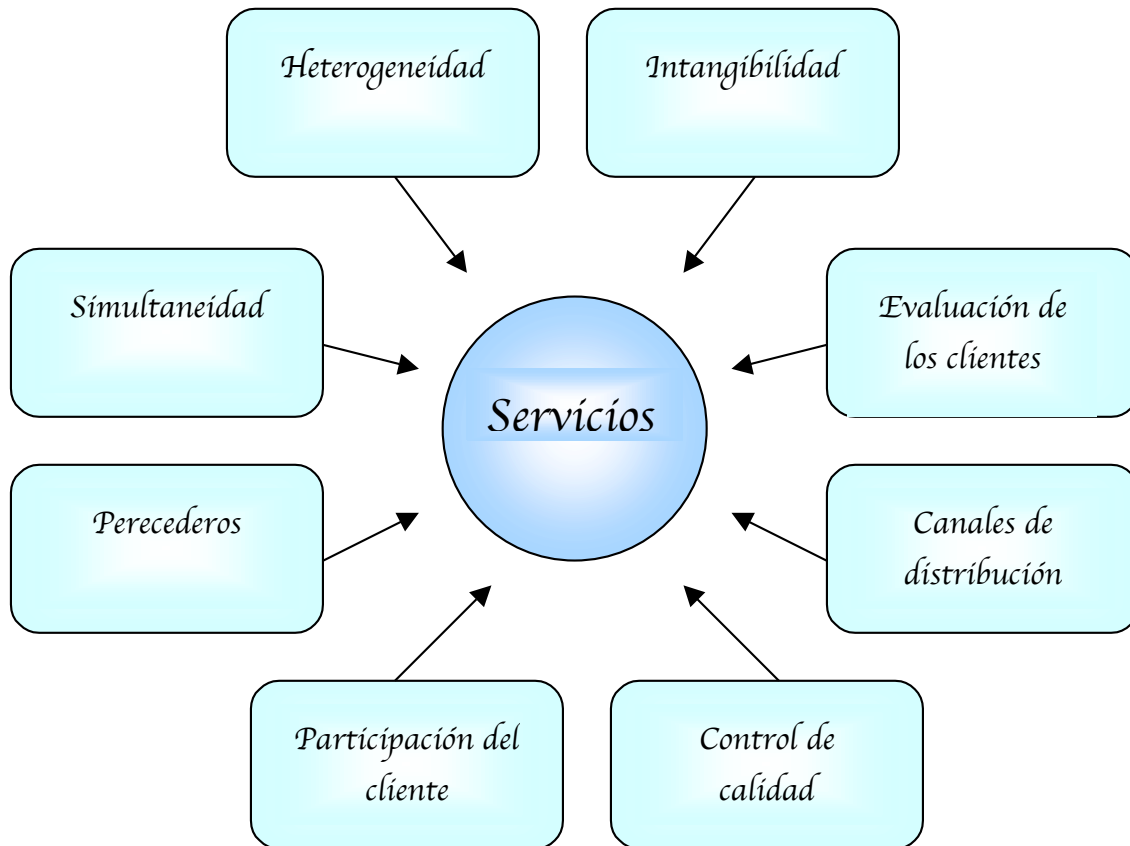 Heterogeneidad
Intangibilidad
Simultaneidad
Evaluación de
los clientes
Servicios
Perecederos
Canales de
distribución
Participación del
cliente
Control de
calidad